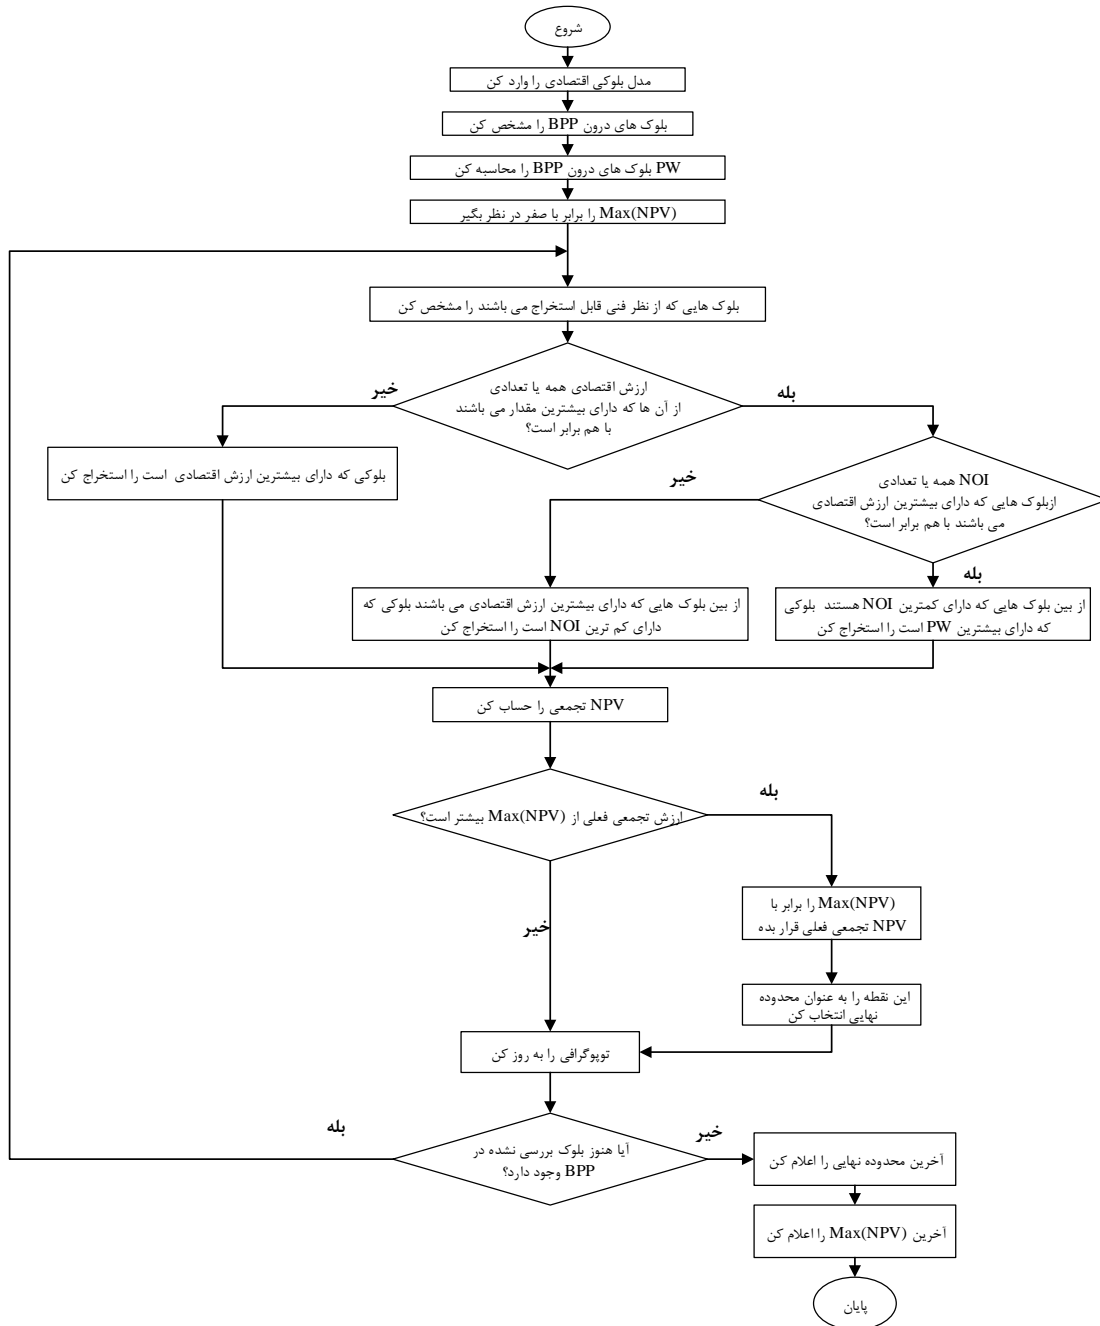 شروع
مدل بلوکی اقتصادی را وارد کن
بلوک های درون BPP را مشخص کن
PW بلوک های درون BPP را محاسبه کن
Max(NPV) را برابر با صفر در نظر بگیر
بلوک هایی که از نظر فنی قابل استخراج می باشند را مشخص کن
ارزش اقتصادی همه یا تعدادی
از آن ها که دارای بیشترین مقدار می باشند
با هم برابر است؟
خیر
بله
بلوکی که دارای بیشترین ارزش اقتصادی است را استخراج کن
NOI همه یا تعدادی
ازبلوک هایی که دارای بیشترین ارزش اقتصادی
می باشند با هم برابر است؟
خیر
بله
از بین بلوک هایی که دارای کمترین NOI هستند بلوکی
که دارای بیشترین PW است را استخراج کن
از بین بلوک هایی که دارای بیشترین ارزش اقتصادی می باشند بلوکی که
دارای کم ترین NOI است را استخراج کن
NPV تجمعی را حساب کن
ارزش تجمعی فعلی از Max(NPV) بیشتر است؟
بله
خیر
Max(NPV) را برابر با
NPV تجمعی فعلی قرار بده
این نقطه را به عنوان محدوده
نهایی انتخاب کن
توپوگرافی را به روز کن
آیا هنوز بلوک بررسی نشده در
BPP وجود دارد؟
بله
خیر
آخرین محدوده نهایی را اعلام کن
آخرین Max(NPV) را اعلام کن
پایان